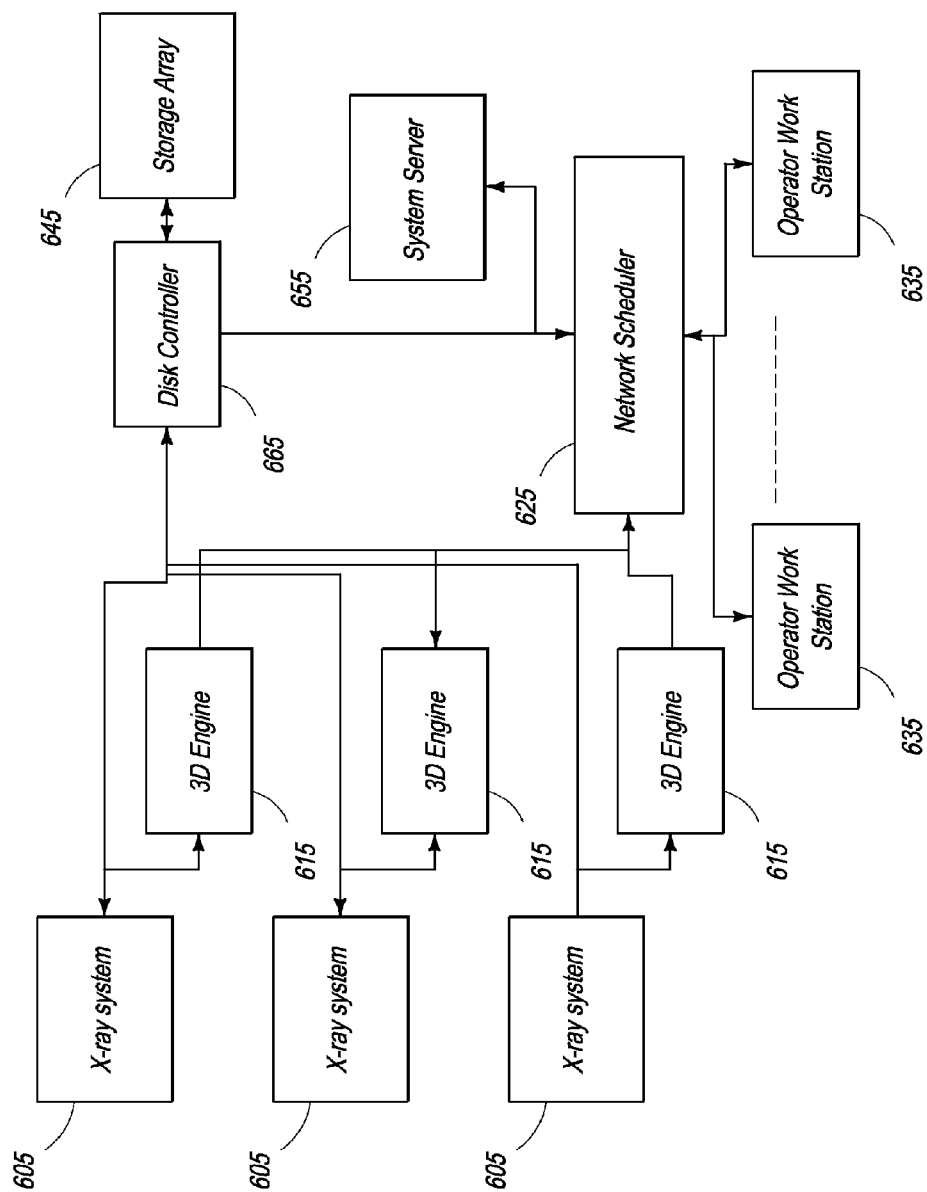 X-ray system
605
X-ray system
605
X-ray system
605
3D Engine
615
3D Engine
615
3D Engine
615
Disk Controller
665
Storage Array
645
System Server
655
Network Scheduler
625
Operator Work
Station
635
Operator Work
Station
635